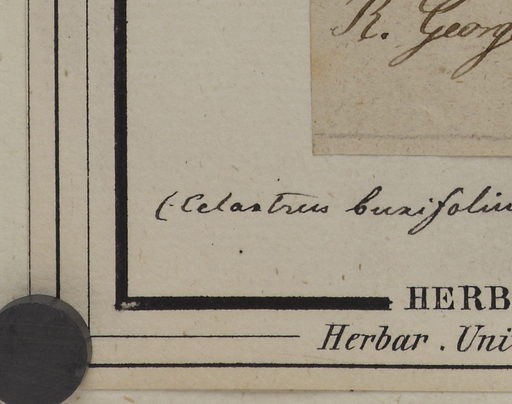 R. Georg
(Celastrus buxifoliu
HERB
Herbar. Uni